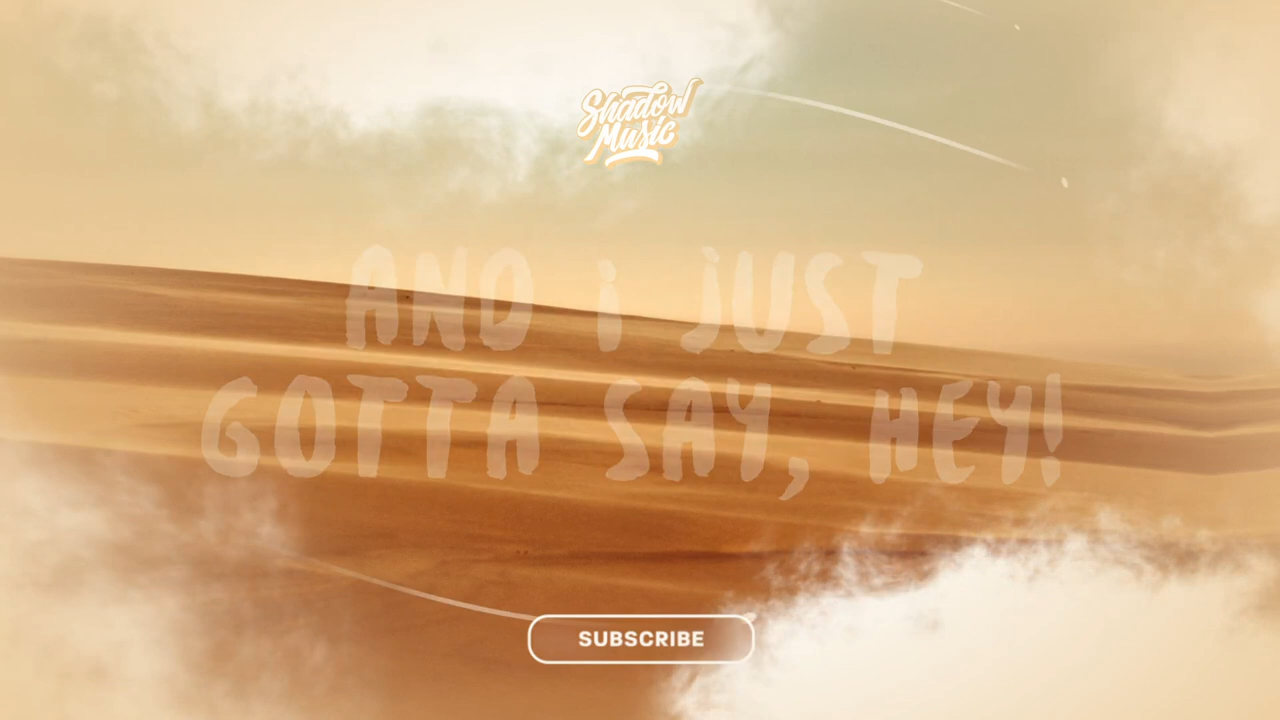 Shadow
Music
AND i JUST
GOTTA SAY, HEY!
SUBSCRIBE